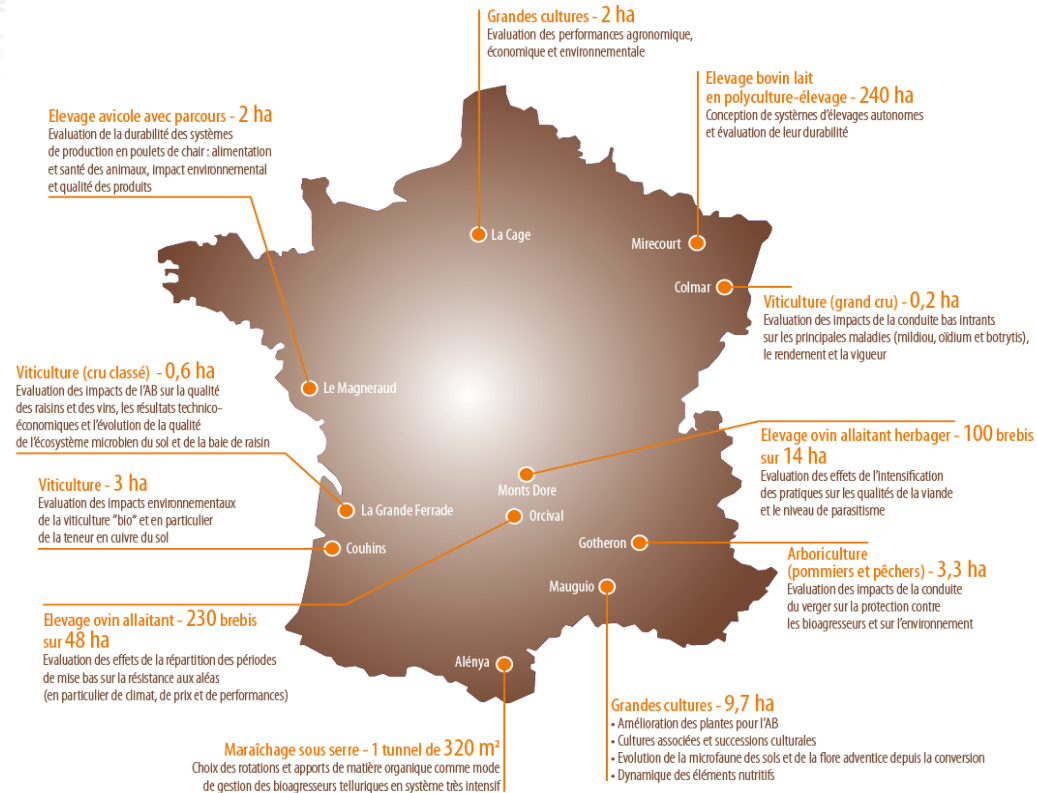 Grandes cultures - 2 ha
Evaluation des performances agronomique,
économique et environnementale
Elevage bovin lait
en polyculture-élevage - 240 ha
Conception de systèmes d'élevages autonomes
et évaluation de leur durabilité
Elevage avicole avec parcours - 2 ha
Evaluation de la durabilité des systèmes
de production en poulets de chair : alimentation
et santé des animaux, impact environnemental
et qualité des produits
La Cage
Mirecourt
Colmar
Viticulture (grand cru) - 0,2 ha
Evaluation des impacts de la conduite bas intrants
sur les principales maladies (mildiou, oïdium et botrytis),
le rendement et la vigueur
Le Magneraud
Viticulture (cru classé) - 0,6 ha
Evaluation des impacts de l'AB sur la qualité
des raisins et des vins, les résultats technico-
économiques et l'évolution de la qualité
de l'écosystème microbien du sol et de la baie de raisin
Elevage ovin allaitant herbager - 100 brebis
sur 14 ha
Evaluation des effets de l'intensification
des pratiques sur les qualités de la viande
et le niveau de parasitisme
Viticulture - 3 ha
Evaluation des impacts environnementaux
de la viticulture "bio" et en particulier
de la teneur en cuivre du sol
Monts Dore
La Grande Ferrade
Orcival
Couhins
Gotheron
Arboriculture
(pommiers et pêchers) - 3,3 ha
Evaluation des impacts de la conduite
du verger sur la protection contre
les bioagresseurs et sur l'environnement
Mauguio
Elevage ovin allaitant - 230 brebis
sur 48 ha
Evaluation des effets de la répartition des périodes
de mise bas sur la résistance aux aléas
(en particulier de climat, de prix et de performances)
Alénya
Grandes cultures - 9,7 ha
• Amélioration des plantes pour l'AB
• Cultures associées et successions culturales
• Evolution de la microfaune des sols et de la flore adventice depuis la conversion
• Dynamique des éléments nutritifs
Maraîchage sous serre - 1 tunnel de 320 m²
Choix des rotations et apports de matière organique comme mode
de gestion des bioagresseurs telluriques en système très intensif